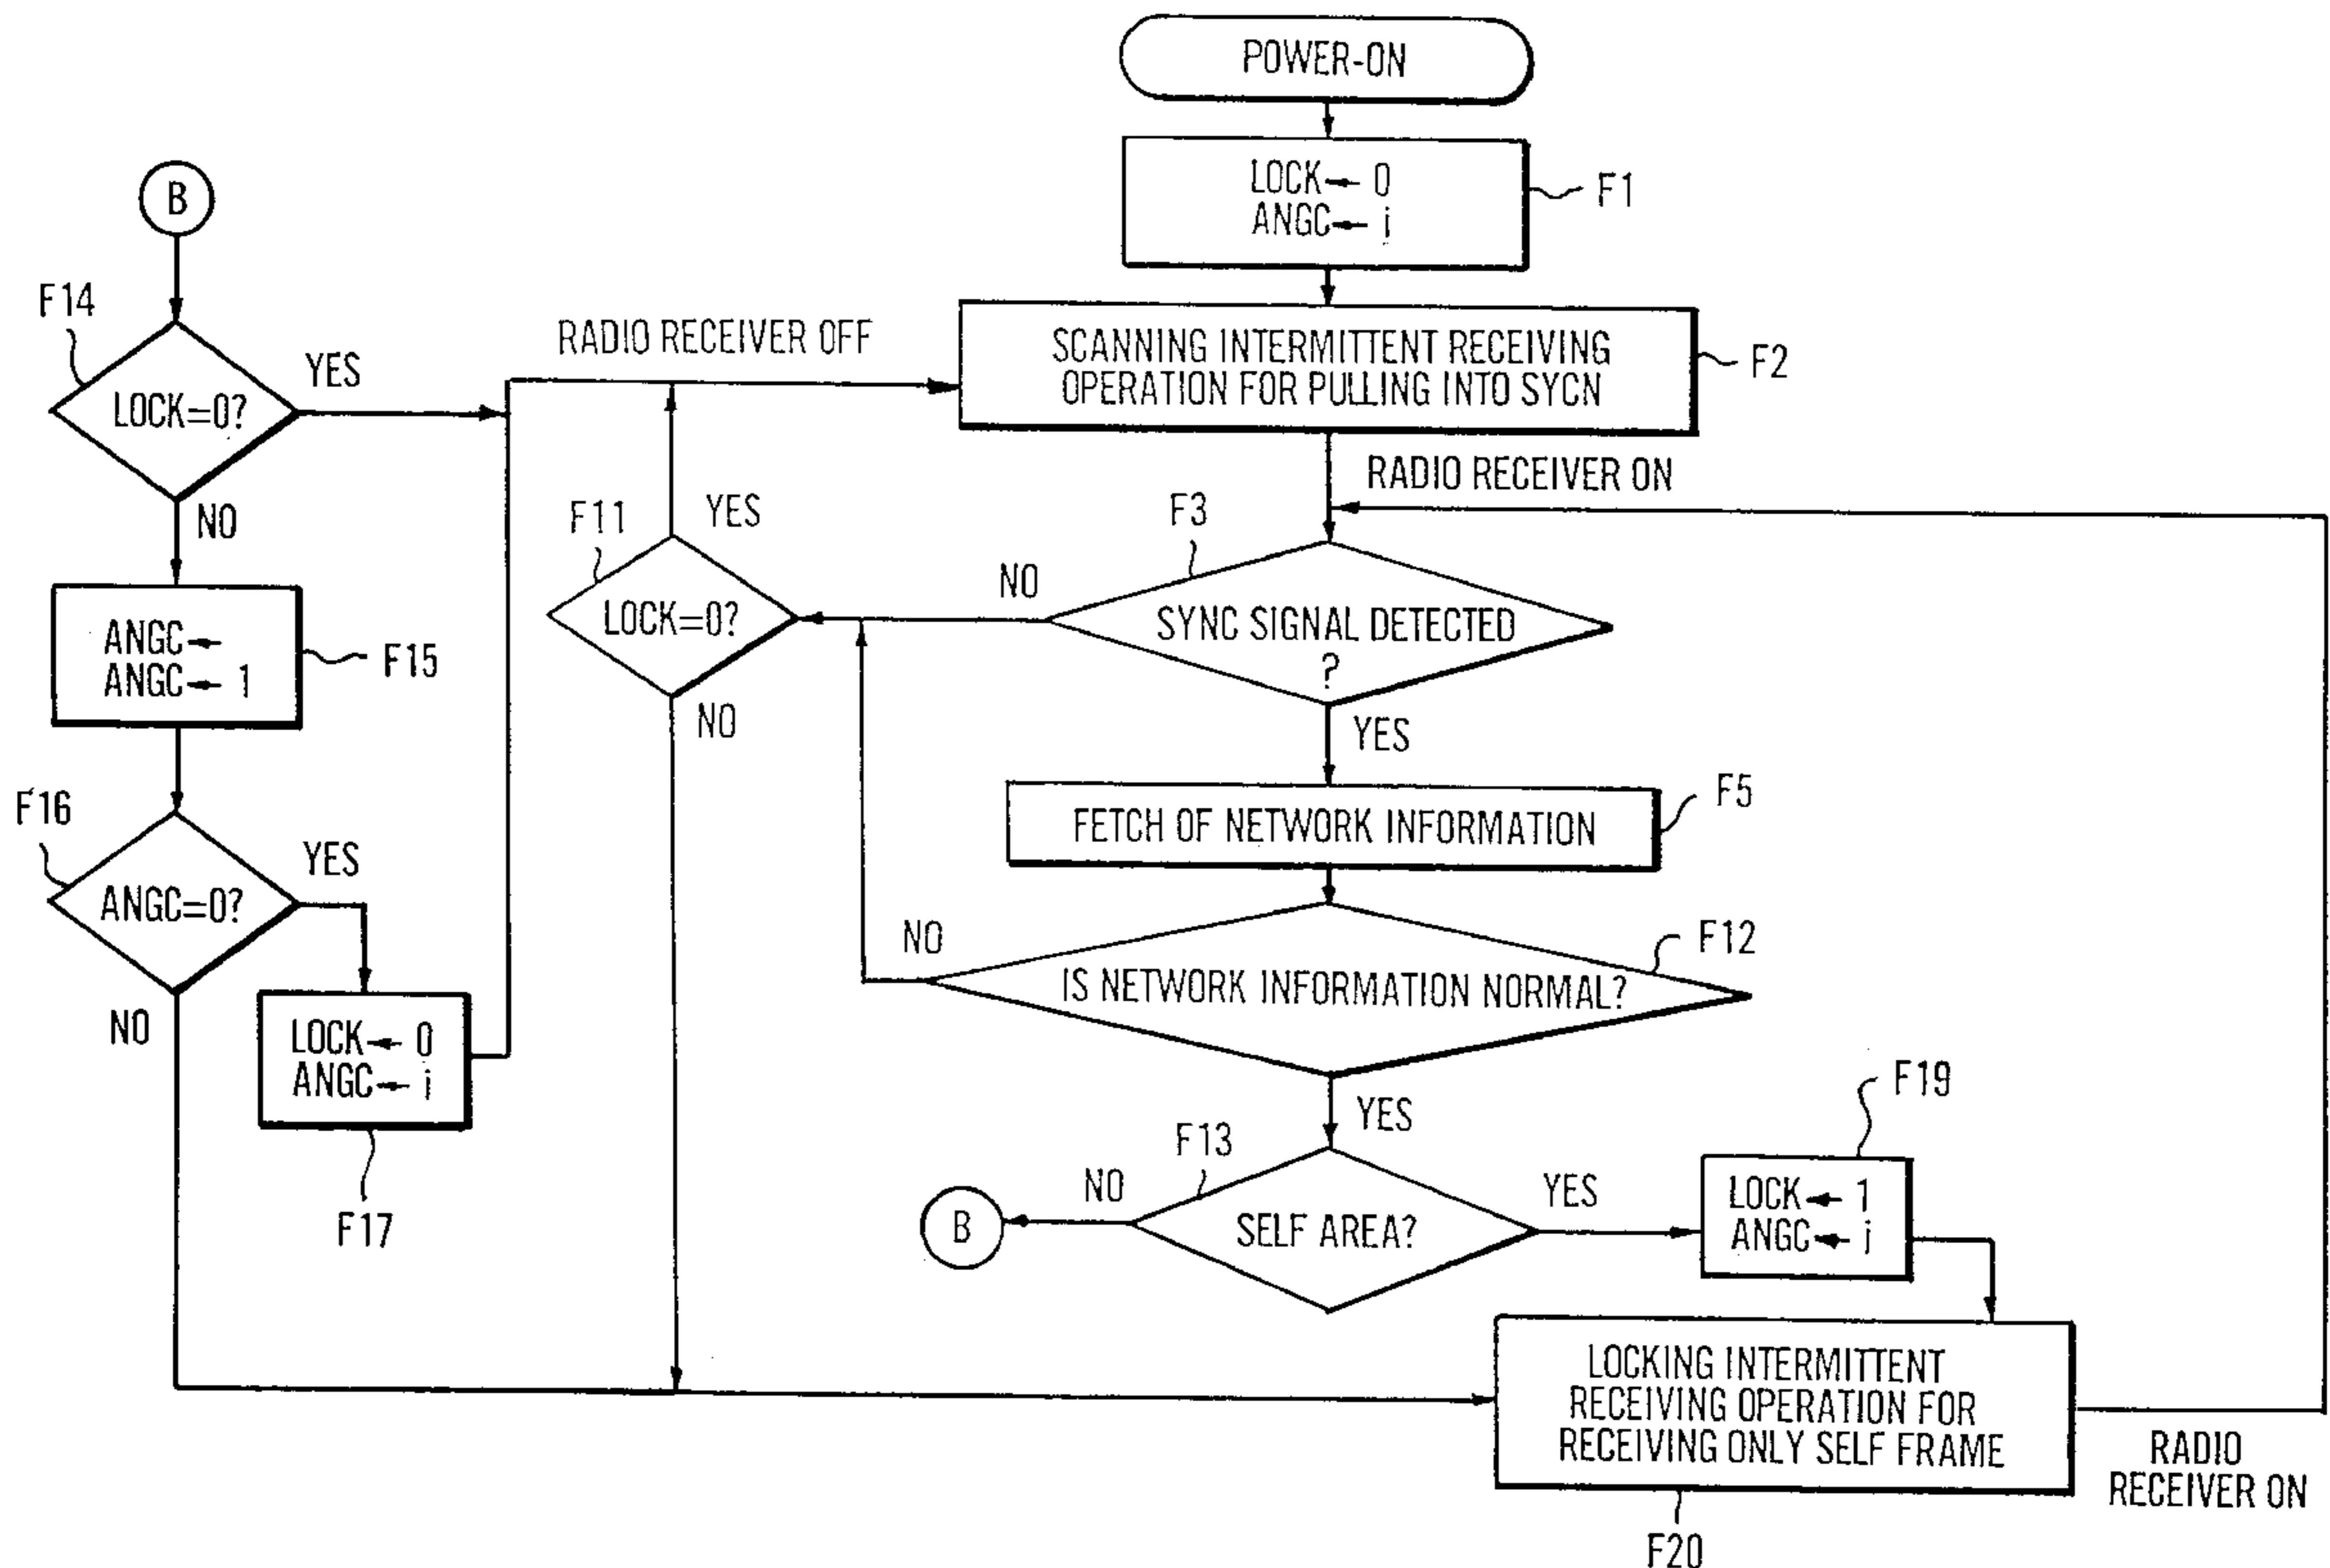 POWER-ON
LOCK← 0
ANGC← i
F1
B
F14
LOCK=0?
YES
NO
RADIO RECEIVER OFF
SCANNING INTERMITTENT RECEIVING
OPERATION FOR PULLING INTO SYCN
F2
RADIO RECEIVER ON
F11
LOCK=0?
YES
NO
F3
NO
SYNC SIGNAL DETECTED
?
YES
ANGC←
ANGC← 1
F15
FETCH OF NETWORK INFORMATION
F5
F16
ANGC=0?
YES
NO
NO
IS NETWORK INFORMATION NORMAL?
F12
YES
LOCK← 0
ANGC← i
F17
F13
NO
B
SELF AREA?
YES
F19
LOCK← 1
ANGC← j
LOCKING INTERMITTENT
RECEIVING OPERATION FOR
RECEIVING ONLY SELF FRAME
F20
RADIO
RECEIVER ON